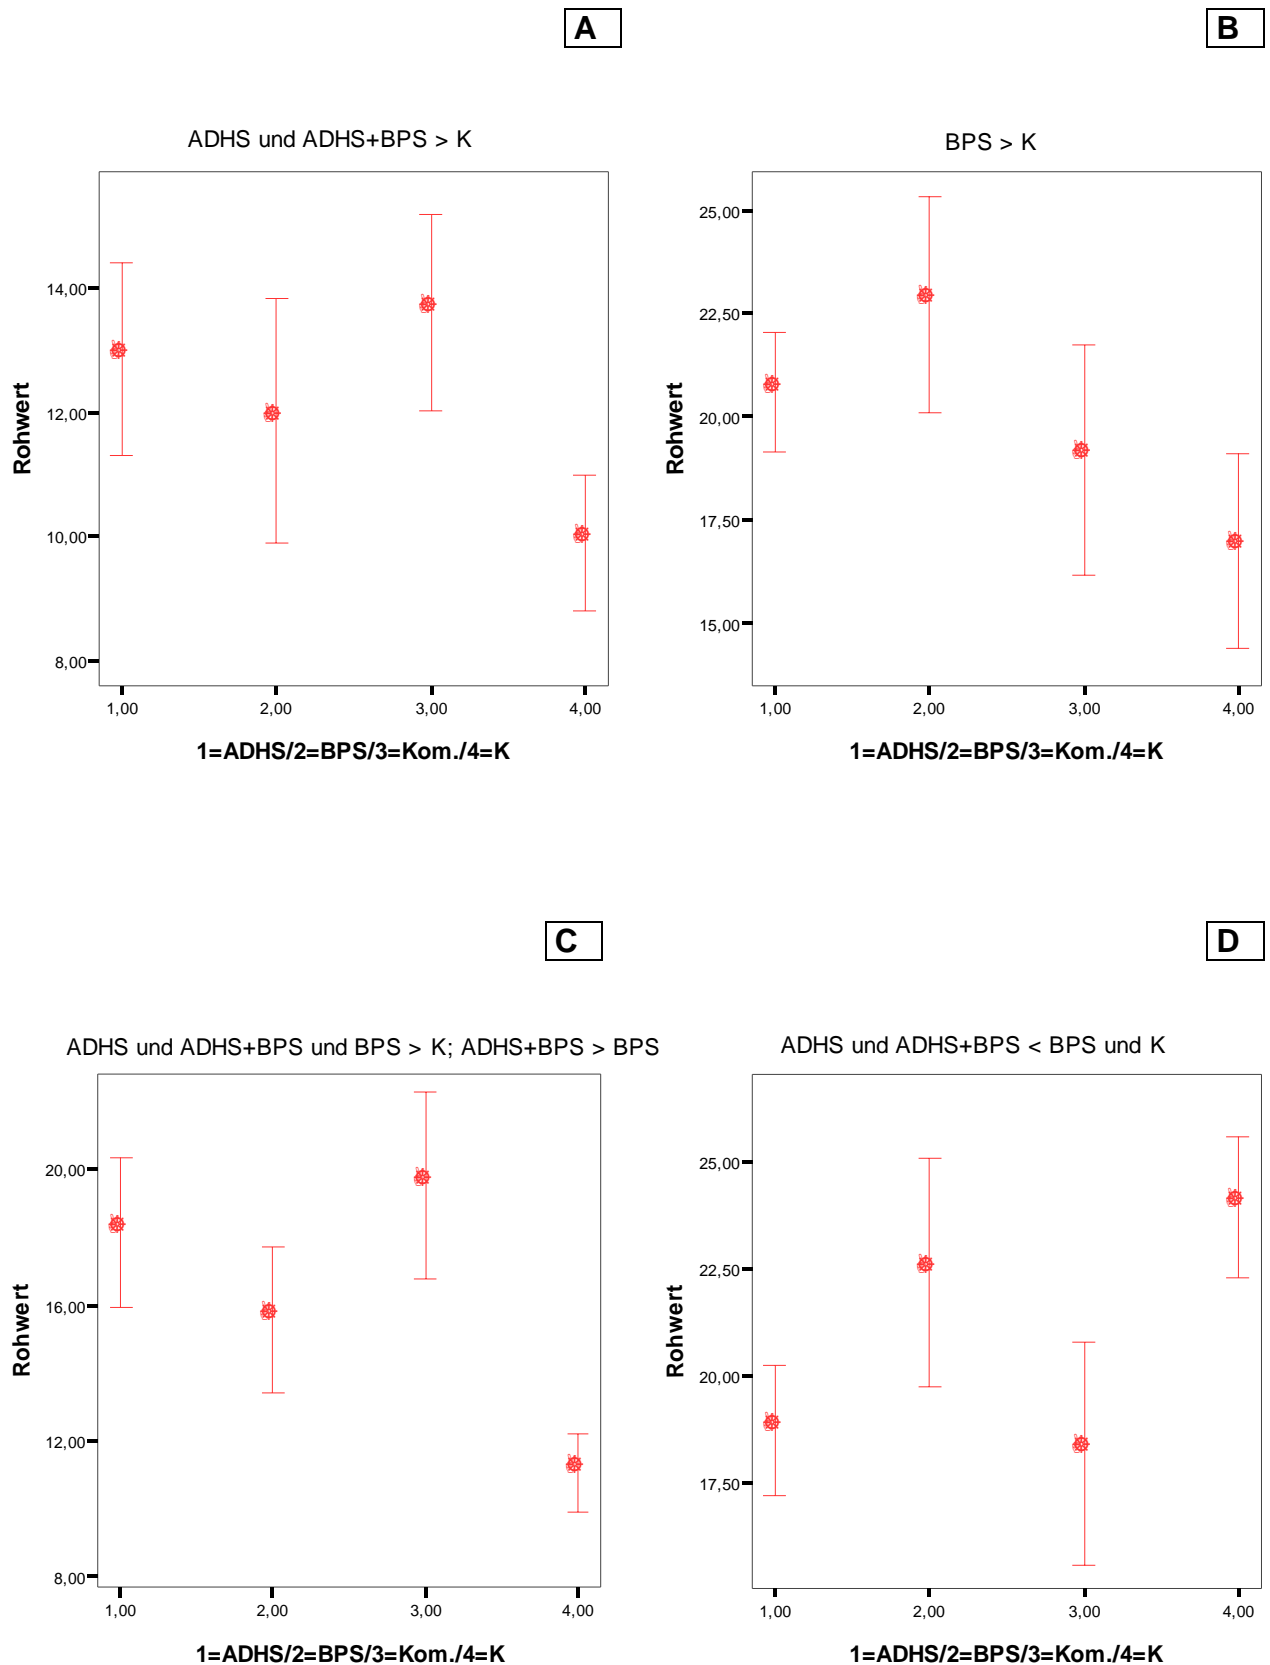 A
B
ADHS und ADHS+BPS > K
BPS > K
Rohwert
14,00
12,00
10,00
8,00
1,00 2,00 3,00 4,00
1=ADHS/2=BPS/3=Kom./4=K
Rohwert
25,00
22,50
20,00
17,50
15,00
1,00 2,00 3,00 4,00
1=ADHS/2=BPS/3=Kom./4=K
C
D
ADHS und ADHS+BPS und BPS > K; ADHS+BPS > BPS
ADHS und ADHS+BPS < BPS und K
Rohwert
20,00
16,00
12,00
8,00
1,00 2,00 3,00 4,00
1=ADHS/2=BPS/3=Kom./4=K
Rohwert
25,00
22,50
20,00
17,50
1,00 2,00 3,00 4,00
1=ADHS/2=BPS/3=Kom./4=K